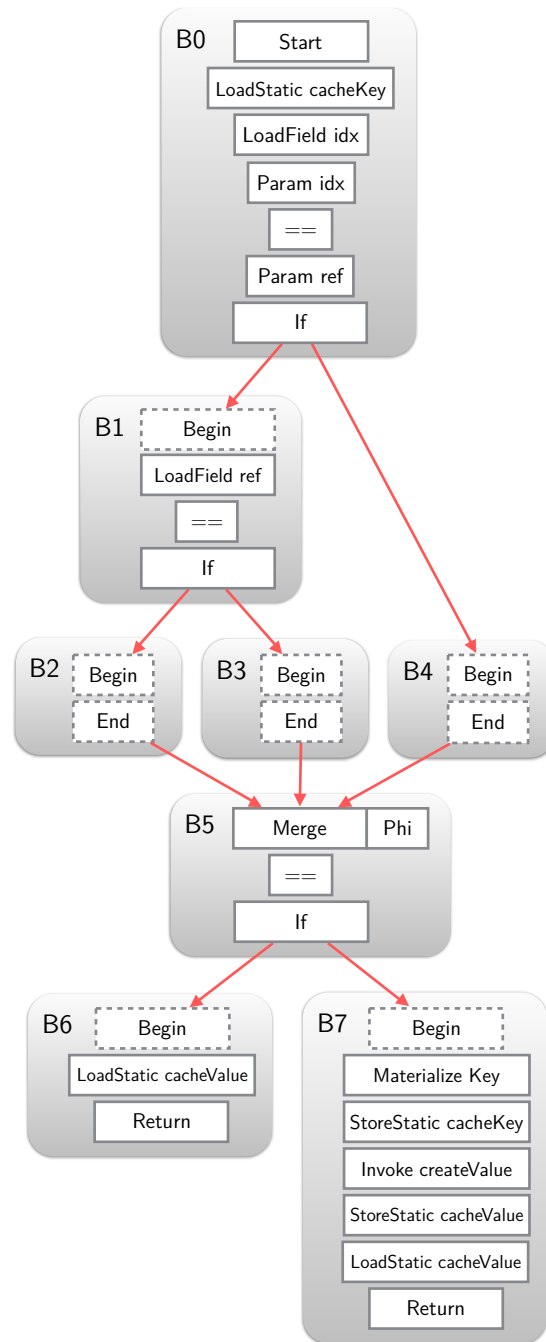 B0
Start
LoadStatic cacheKey
LoadField idx
Param idx
==
Param ref
If
B1
Begin
LoadField ref
==
If
B2
Begin
End
B3
Begin
End
B4
Begin
End
B5
Merge
Phi
==
If
B6
Begin
LoadStatic cacheValue
Return
B7
Begin
Materialize Key
StoreStatic cacheKey
Invoke createValue
StoreStatic cacheValue
LoadStatic cacheValue
Return